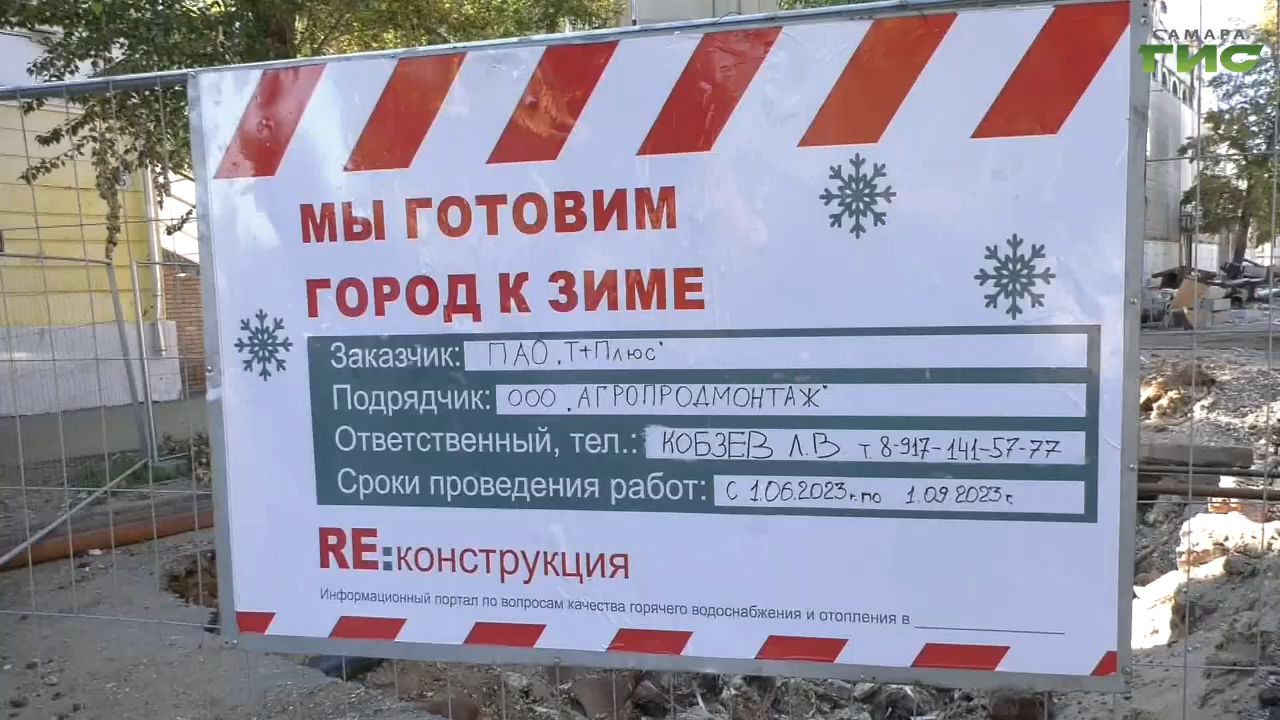 САМАРА
ТИС
МЫ ГОТОВИМ
ГОРОД К ЗИМЕ
Заказчик: ПАО "Т+Плюс"
Подрядчик: ООО "АГРОПРОДМОНТАЖ"
Ответственный, тел.: КОБЗЕВ Л.В т. 8-917-141-57-77
Сроки проведения работ: С 1.06.2023г. по 1.09.2023г.
RE:конструкция
Информационный портал по вопросам качества горячего водоснабжения и отопления в